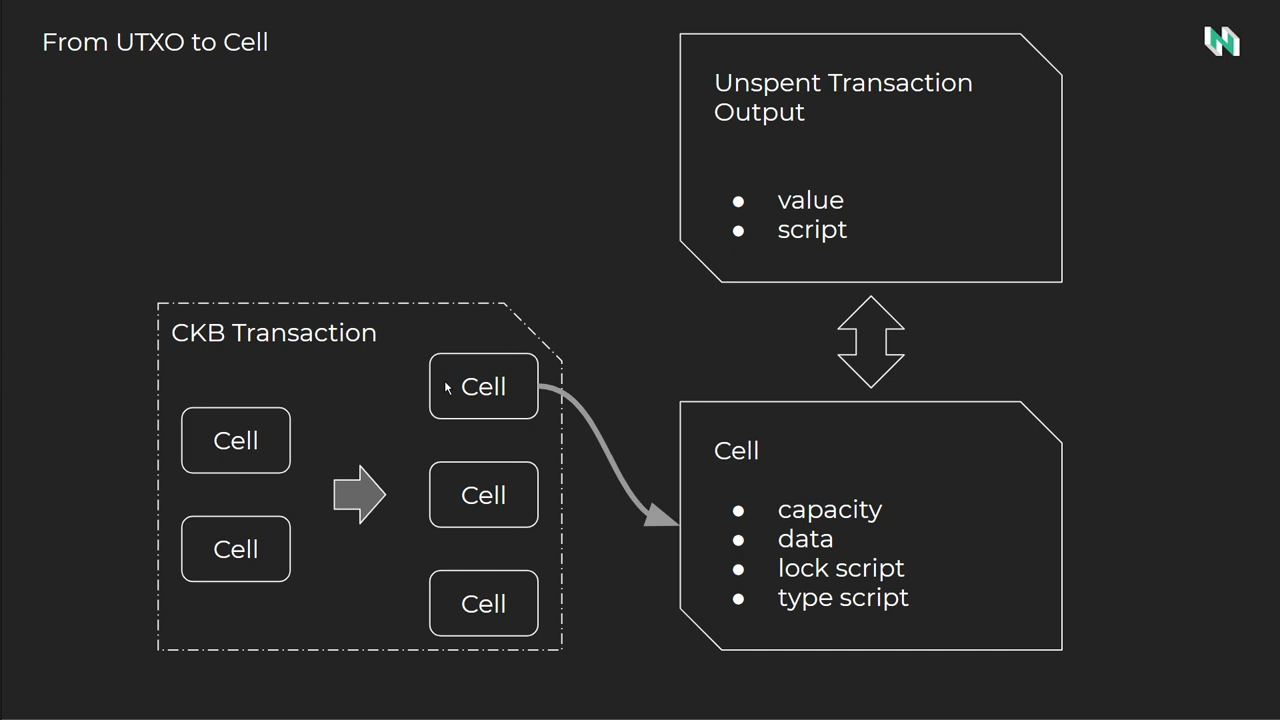 From UTXO to Cell
Unspent Transaction
Output
● value
● script
CKB Transaction
Cell
Cell
Cell
Cell
Cell
Cell
● capacity
● data
● lock script
● type script